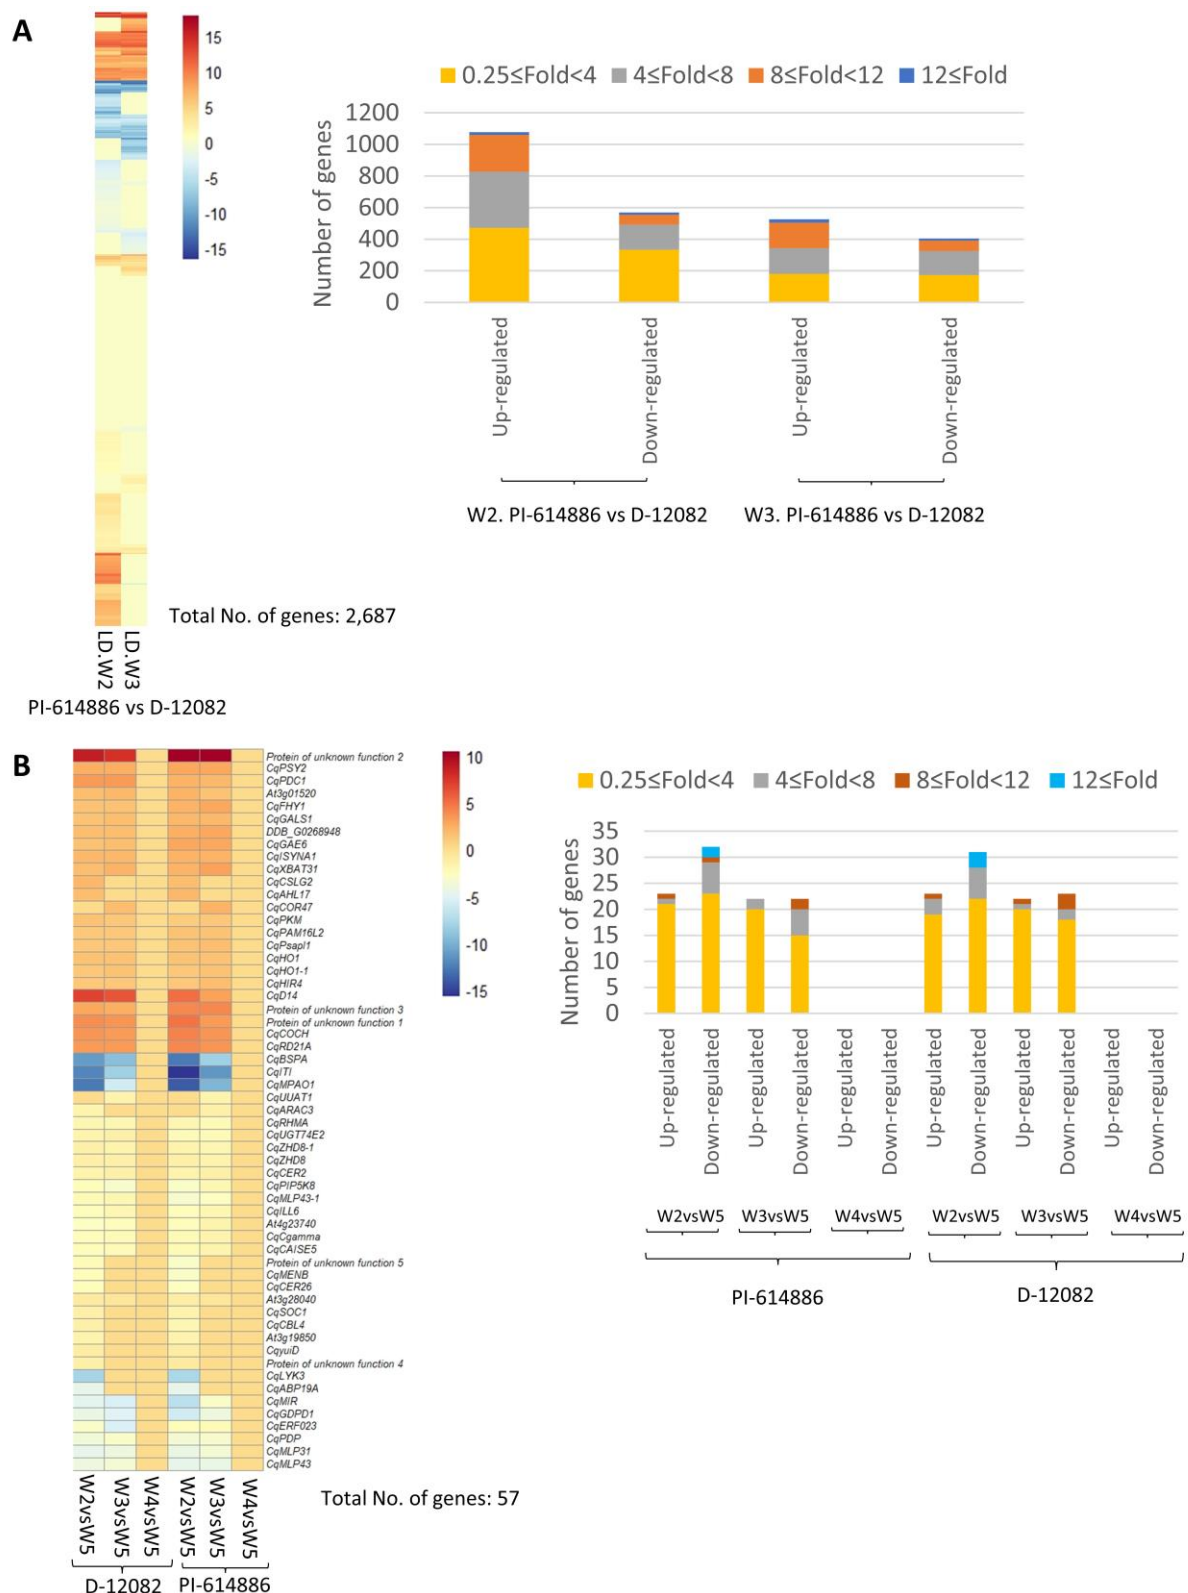 A
15
10
5
0
-5
-10
-15
LD.W2
LD.W3
PI-614886 vs D-12082
Total No. of genes: 2,687
0.25≤Fold<4 4≤Fold<8 8≤Fold<12 12≤Fold
Number of genes
1200
1000
800
600
400
200
0
Up-regulated
Down-regulated
Up-regulated
Down-regulated
W2. PI-614886 vs D-12082 W3. PI-614886 vs D-12082
B
Protein of unknown function 2
CqPSY2
CqPDC1
At3g01520
CqFHY1
CqGALS1
DDB_G0268948
CqGAE6
CqISYNA1
CqXBAT31
CqCSLG2
CqAHL17
CqCOR47
CqPKM
CqPAM16L2
CqPsapl1
CqHO1
CqHO1-1
CqHIR4
CqD14
Protein of unknown function 3
Protein of unknown function 1
CqCOCH
CqRD21A
CqBSPA
CqITI
CqMPAO1
CqUUAT1
CqARAC3
CqRHMA
CqUGT74E2
CqZHD8-1
CqZHD8
CqCER2
CqPIP5K8
CqMLP43-1
CqILL6
At4g23740
CqCgamma
CqCAISE5
Protein of unknown function 5
CqMENB
CqCER26
At3g28040
CqSOC1
CqCBL4
At3g19850
CqyuiD
Protein of unknown function 4
CqLYK3
CqABP19A
CqMIR
CqGDPD1
CqERF023
CqPDP
CqMLP31
CqMLP43
10
5
0
-5
-10
-15
W2vsW5
W3vsW5
W4vsW5
W2vsW5
W3vsW5
W4vsW5
D-12082 PI-614886
Total No. of genes: 57
0.25≤Fold<4 4≤Fold<8 8≤Fold<12 12≤Fold
Number of genes
35
30
25
20
15
10
5
0
Up-regulated
Down-regulated
Up-regulated
Down-regulated
Up-regulated
Down-regulated
Up-regulated
Down-regulated
Up-regulated
Down-regulated
Up-regulated
Down-regulated
W2vsW5 W3vsW5 W4vsW5 W2vsW5 W3vsW5 W4vsW5
PI-614886 D-12082